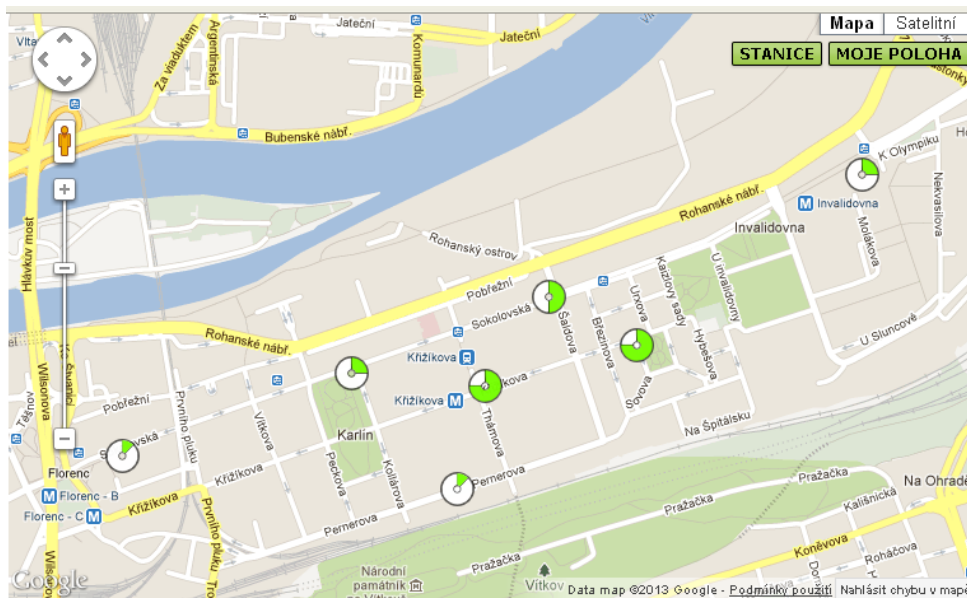 Vltav
Za viaduktem
Argentinská
Jateční
Jateční
Komunardů
Mapa
Satelitní
STANICE
MOJE POLOHA
Bubenské nábř.
Hlávkův most
K Olympiku
Nekvasilova
Invalidovna
Molákova
Rohanské nábř.
Invalidovna
Rohanský ostrov
Kaizlovy sady
U invalidovny
Pobřežní
Urxova
Sokolovská
Šaldova
Březinova
Hybešova
U Sluncové
Rohanské nábř.
Křižíkova
Křižíkova
Thámova
Sovova
Na Špitálsku
Wilsonova
Těšnov
Pobřežní
Prvního pluku
Vítkova
Karlín
Peckova
Kollárova
Florenc
Křižíkova
Florenc - B
Florenc - C
Křižíkova
Prvního pluku
Pernerova
Pernerova
Pražačka
Pražačka
Kališnická
Na Ohradě
Koněvova
Roháčova
Pražačka
Národní
památník
Vítkov
Google
Data map ©2013 Google - Podmínky použití
Nahlásit chybu v mapě